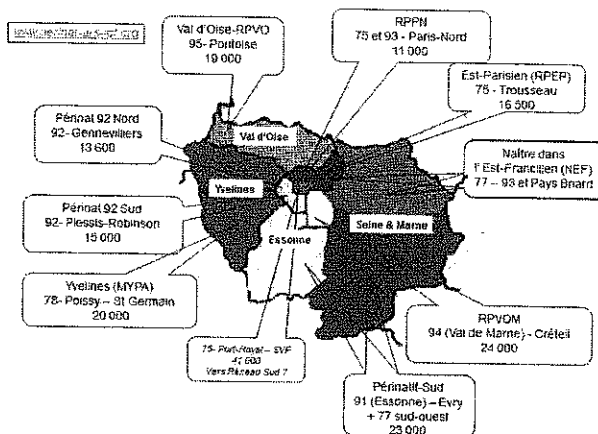 Val d'Oise-RPVO
95- Pontoise
19 000
RPPN
75 et 93 - Paris-Nord
11 000
Est-Parisien (RPEP)
75 - Trousseau
16 500
Périnat 92 Nord
92- Gennevilliers
13 600
Val d'Oise
Naître dans
l'Est-Francilien (NEF)
77 – 93 et Pays Briard
Yvelines
Périnat 92 Sud
92- Plessis-Robinson
15 000
Seine & Marne
Essonne
Yvelines (MYPA)
78- Poissy – St Germain
20 000
75- Port-Royal – SVF
Vers Réseau Sud ?
RPVDM
94 (Val de Marne) - Créteil
24 000
Périnatif-Sud
91 (Essonne) – Evry
+ 77 sud-ouest
23 000